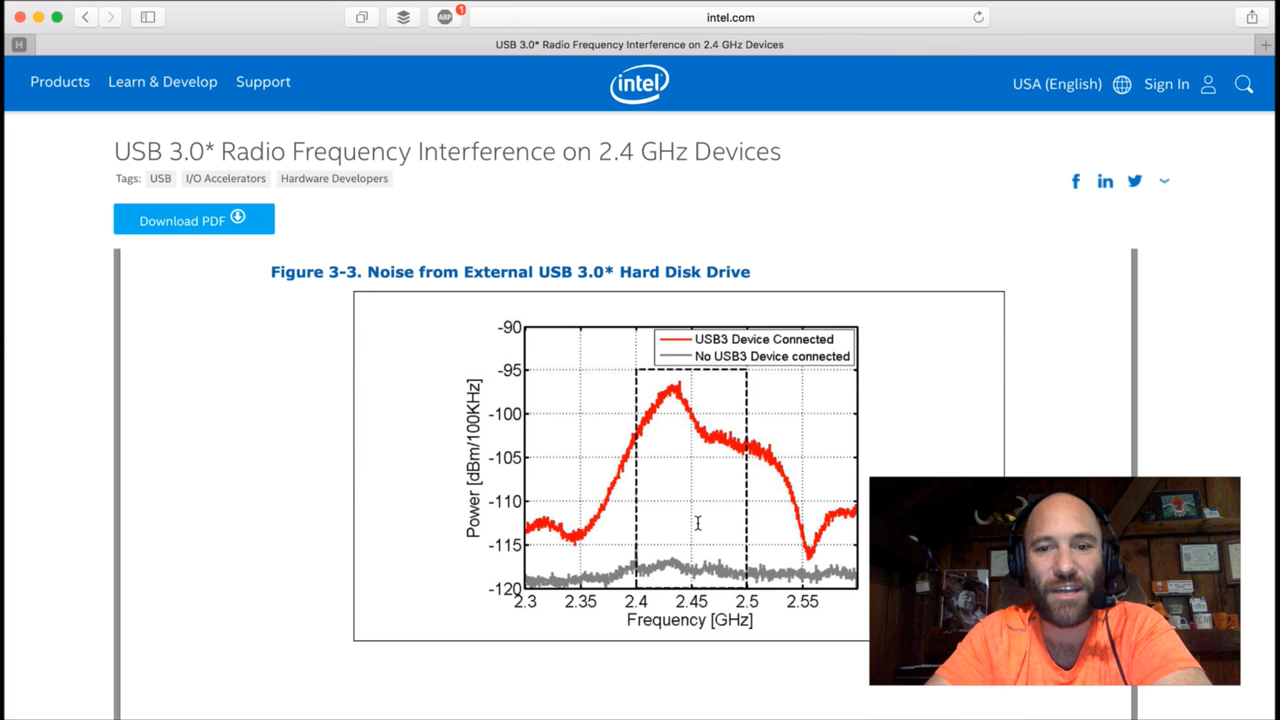 1
ABP
intel.com
H
USB 3.0* Radio Frequency Interference on 2.4 GHz Devices
+
Products Learn & Develop Support
intel
USA (English) Sign In
USB 3.0* Radio Frequency Interference on 2.4 GHz Devices
Tags: USB I/O Accelerators Hardware Developers
f in
Download PDF
Figure 3-3. Noise from External USB 3.0* Hard Disk Drive
-90
USB3 Device Connected
No USB3 Device connected
-95
-100
-105
-110
-115
-120
Power [dBm/100KHz]
2.3 2.35 2.4 2.45 2.5 2.55
Frequency [GHz]